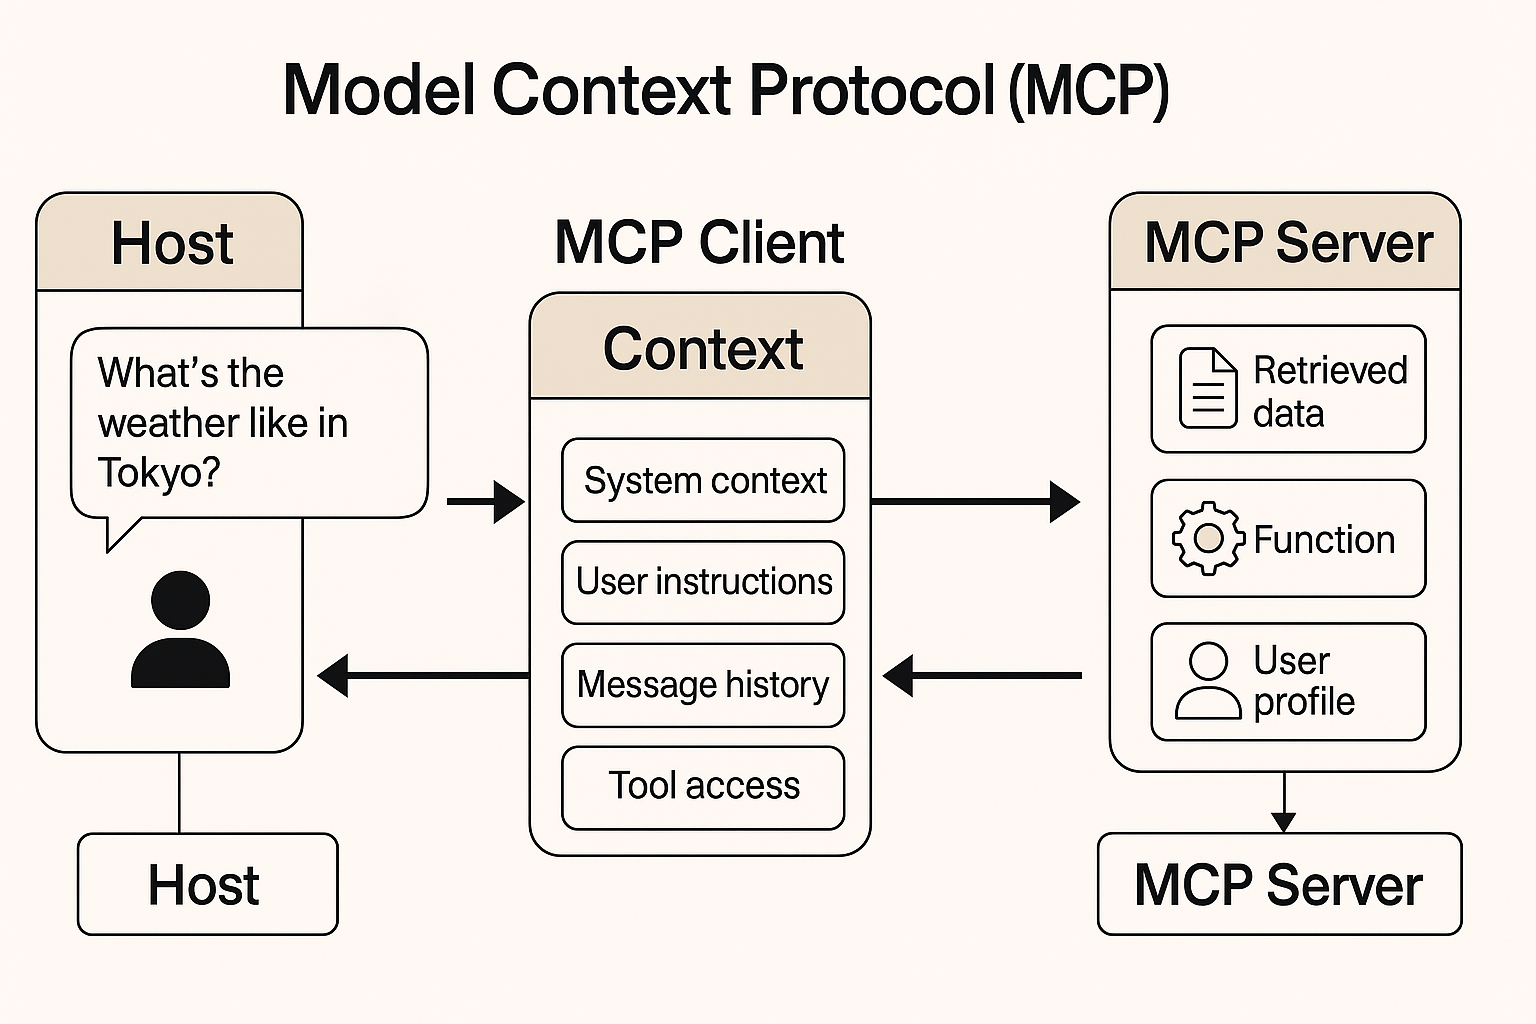 Model Context Protocol (MCP)
Host
What’s the
weather like in
Tokyo?
Host
MCP Client
Context
System context
User instructions
Message history
Tool access
MCP Server
Retrieved
data
Function
User
profile
MCP Server